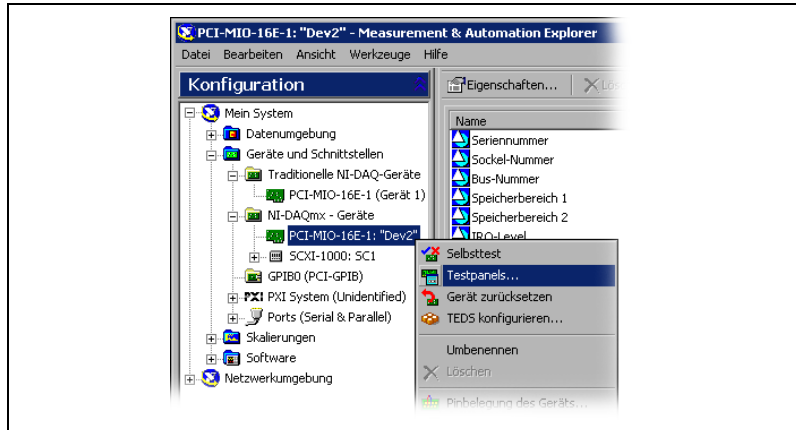 PCI-MIO-16E-1: "Dev2" - Measurement & Automation Explorer
Datei Bearbeiten Ansicht Werkzeuge Hilfe
Konfiguration
Eigenschaften...
Mein System
Datenumgebung
Geräte und Schnittstellen
Traditionelle NI-DAQ-Geräte
PCI-MIO-16E-1 (Gerät 1)
NI-DAQmx - Geräte
PCI-MIO-16E-1: "Dev2"
SCXI-1000: SC1
GPIB0 (PCI-GPIB)
PXI PXI System (Unidentified)
Ports (Serial & Parallel)
Skalierungen
Software
Netzwerkumgebung
Name
Seriennummer
Sockel-Nummer
Bus-Nummer
Speicherbereich 1
Speicherbereich 2
IRQ-Level
Selbsttest
Testpanels...
Gerät zurücksetzen
TEDS konfigurieren...
Umbenennen
Löschen
Pinbelegung des Geräts...